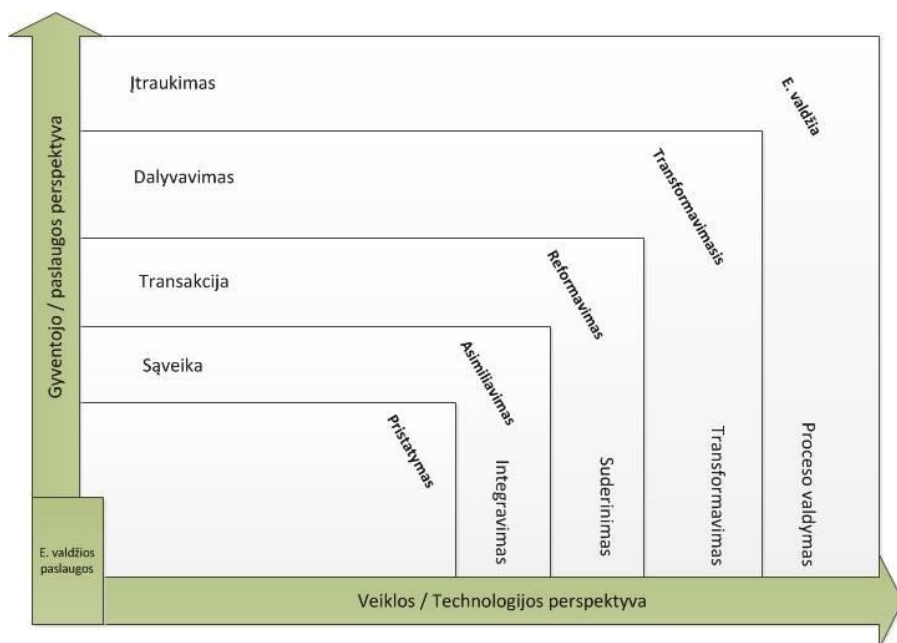 Įtraukimas
E. valdžia
Dalyvavimas
Transformavimasis
Transakcija
Reformavimas
Sąveika
Asimiliavimas
Pristatymas
Integravimas
Suderinimas
Transformavimas
Proceso valdymas
Gyventojo / paslaugos perspektyva
E. valdžios
paslaugos
Veiklos / Technologijos perspektyva